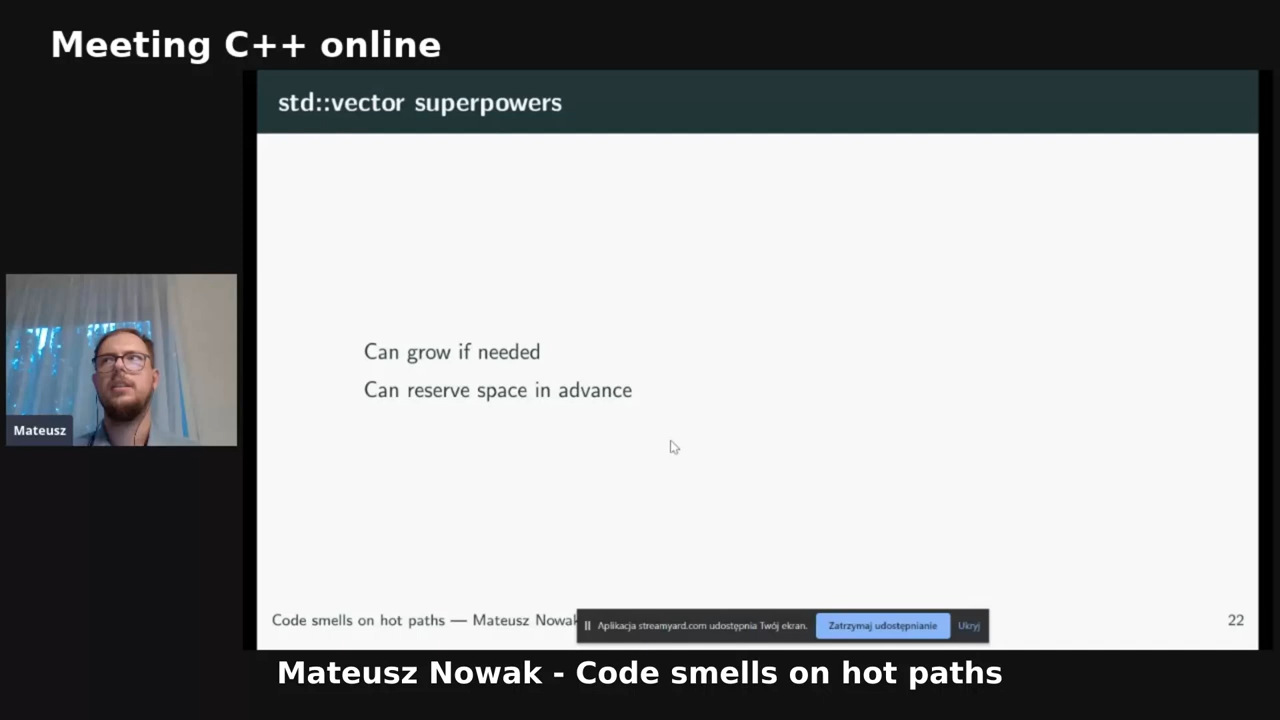 Meeting C++ online
std::vector superpowers
Can grow if needed
Can reserve space in advance
Mateusz
Code smells on hot paths — Mateusz Nowak
Aplikacja streamyard.com udostępnia Twój ekran.
Zatrzymaj udostępnianie
Ukryj
22
Mateusz Nowak - Code smells on hot paths